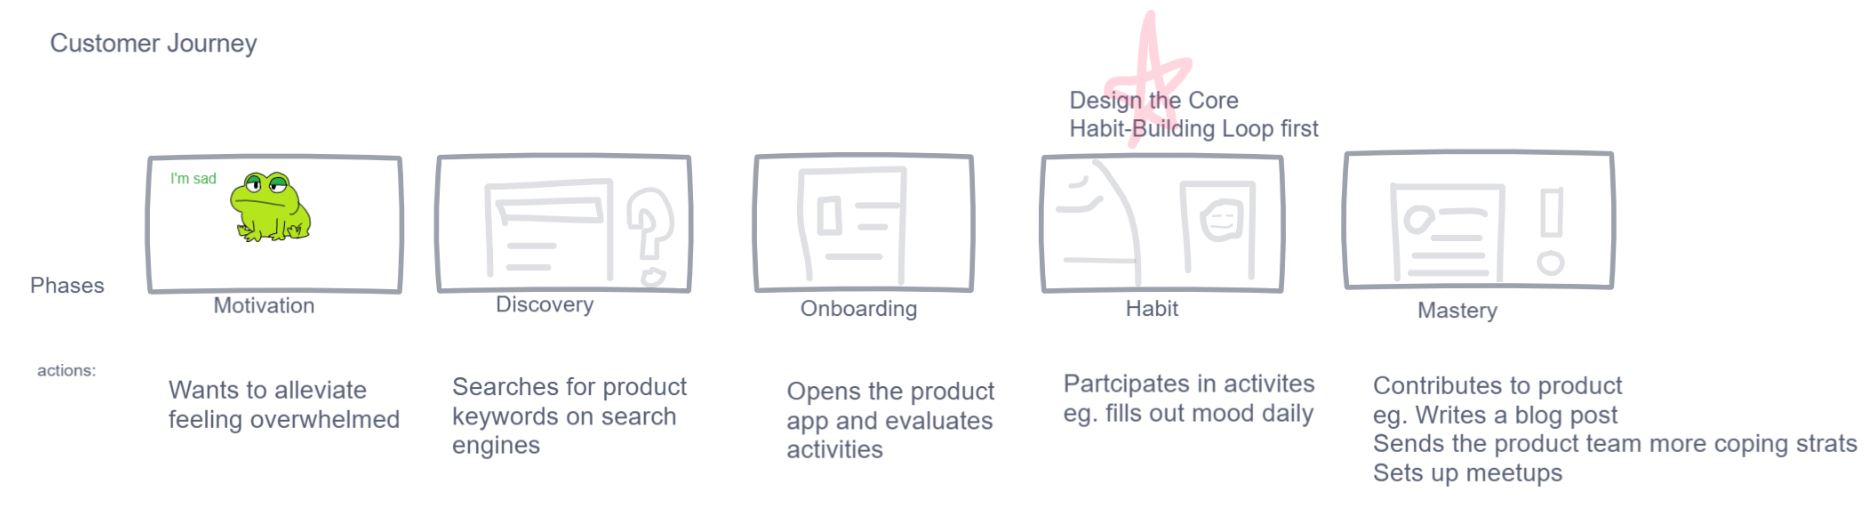 Customer Journey
Design the Core
Habit-Building Loop first
I'm sad
Phases
Motivation
Discovery
Onboarding
Habit
Mastery
actions:
Wants to alleviate
feeling overwhelmed
Searches for product
keywords on search
engines
Opens the product
app and evaluates
activities
Partcipates in activites
eg. fills out mood daily
Contributes to product
eg. Writes a blog post
Sends the product team more coping strats
Sets up meetups